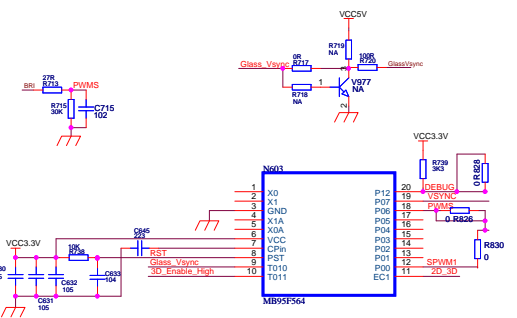 VCC5V
R719
NA
Glass_Vsync
0R
R717
100R
R720
GlassVsync
3
1
R718
NA
V977
NA
2
27R
BRI
R713
PWMS
R715
30K
C715
102
VCC3.3V
R739
3K3
0 R828
N603
1 X0
2 X1
3 GND
4 X1A
5 X0A
6 VCC
7 CPin
8 PST
9 T010
10 T011
P12 20 DEBUG
P07 19 VSYNC
P06 18 PWMS
P05 17
P04 16
P03 15
P02 14
P01 13
P00 12 SPWM1
EC1 11 2D_3D
0 R826
R830
0
C645
223
VCC3.3V
10K
R738
RST
Glass_Vsync
3D_Enable_High
C631
105
C632
105
C633
104
MB95F564